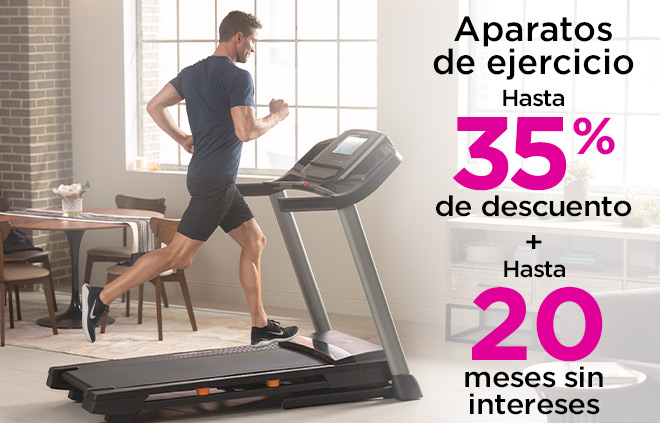 Aparatos
de ejercicio
Hasta
35%
de descuento
+
Hasta
20
meses sin
intereses